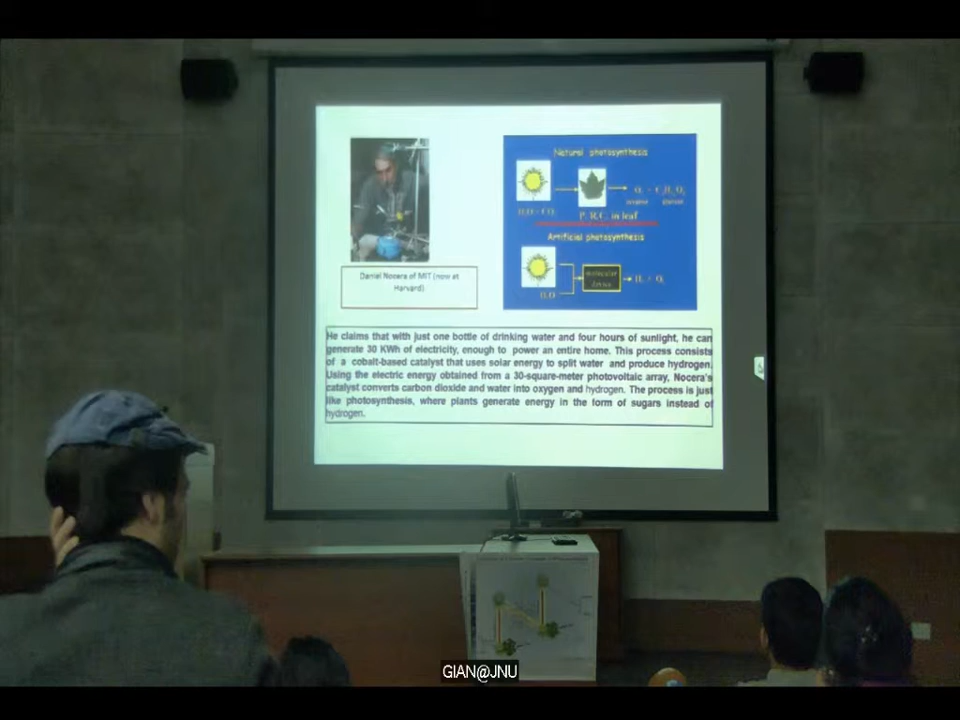 Natural photosynthesis
P. R.C. in leaf
Artificial photosynthesis
Daniel Nocera of MIT (now at
Harvard)
He claims that with just one bottle of drinking water and four hours of sunlight, he can
generate 30 KWh of electricity, enough to power an entire home. This process consists
of a cobalt-based catalyst that uses solar energy to split water and produce hydrogen.
Using the electric energy obtained from a 30-square-meter photovoltaic array, Nocera's
catalyst converts carbon dioxide and water into oxygen and hydrogen. The process is just
like photosynthesis, where plants generate energy in the form of sugars instead of
hydrogen.
GIAN@JNU